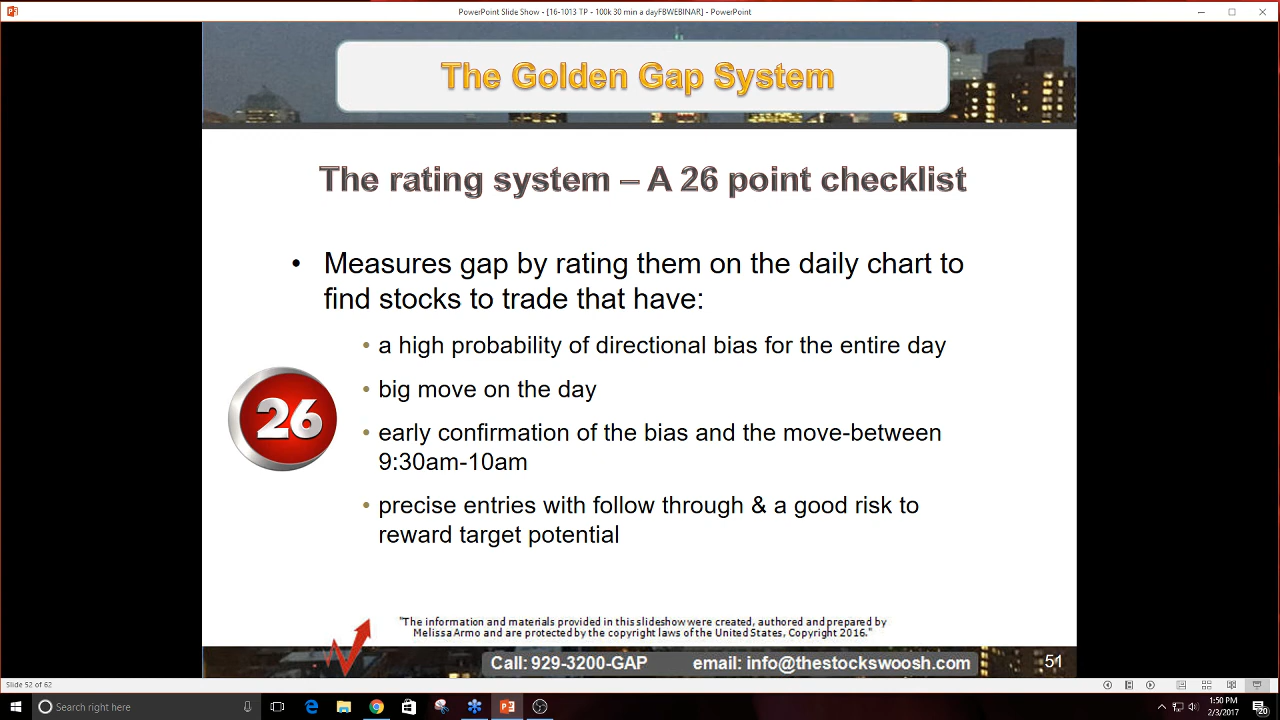 PowerPoint Slide Show - [16-1013 TP - 100k 30 min a dayFBWEBINAR] - PowerPoint
The Golden Gap System
The rating system – A 26 point checklist
• Measures gap by rating them on the daily chart to
find stocks to trade that have:
• a high probability of directional bias for the entire day
• big move on the day
26
• early confirmation of the bias and the move-between
9:30am-10am
• precise entries with follow through & a good risk to
reward target potential
"The information and materials provided in this slideshow were created, authored and prepared by
Melissa Armo and are protected by the copyright laws of the United States, Copyright 2016."
Call: 929-3200-GAP email: info@thestockswoosh.com 51
Slide 52 of 62
Search right here
1:50 PM
2/3/2017
20